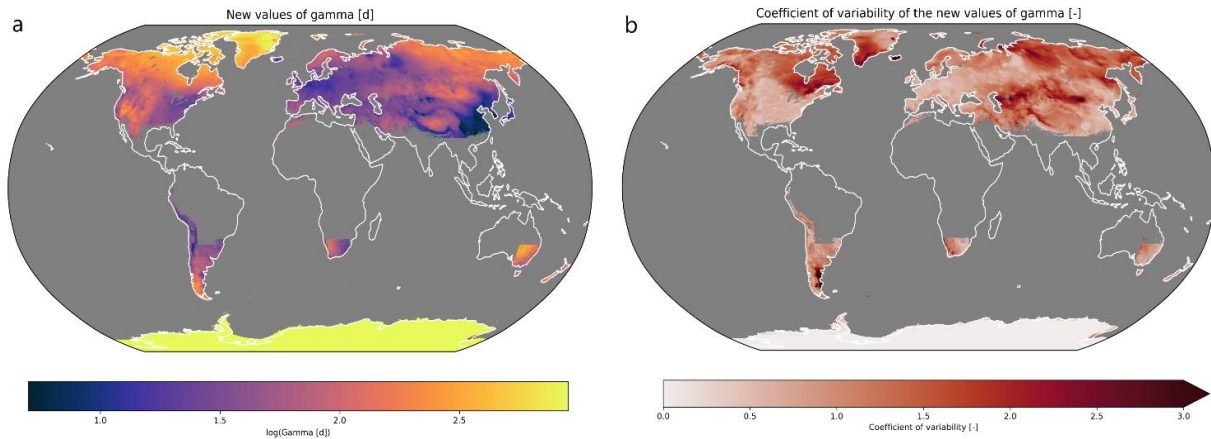 a
New values of gamma [d]
1.0 1.5 2.0 2.5
log(Gamma [d])
b
Coefficient of variability of the new values of gamma [-]
0.0 0.5 1.0 1.5 2.0 2.5 3.0
Coefficient of variability [-]